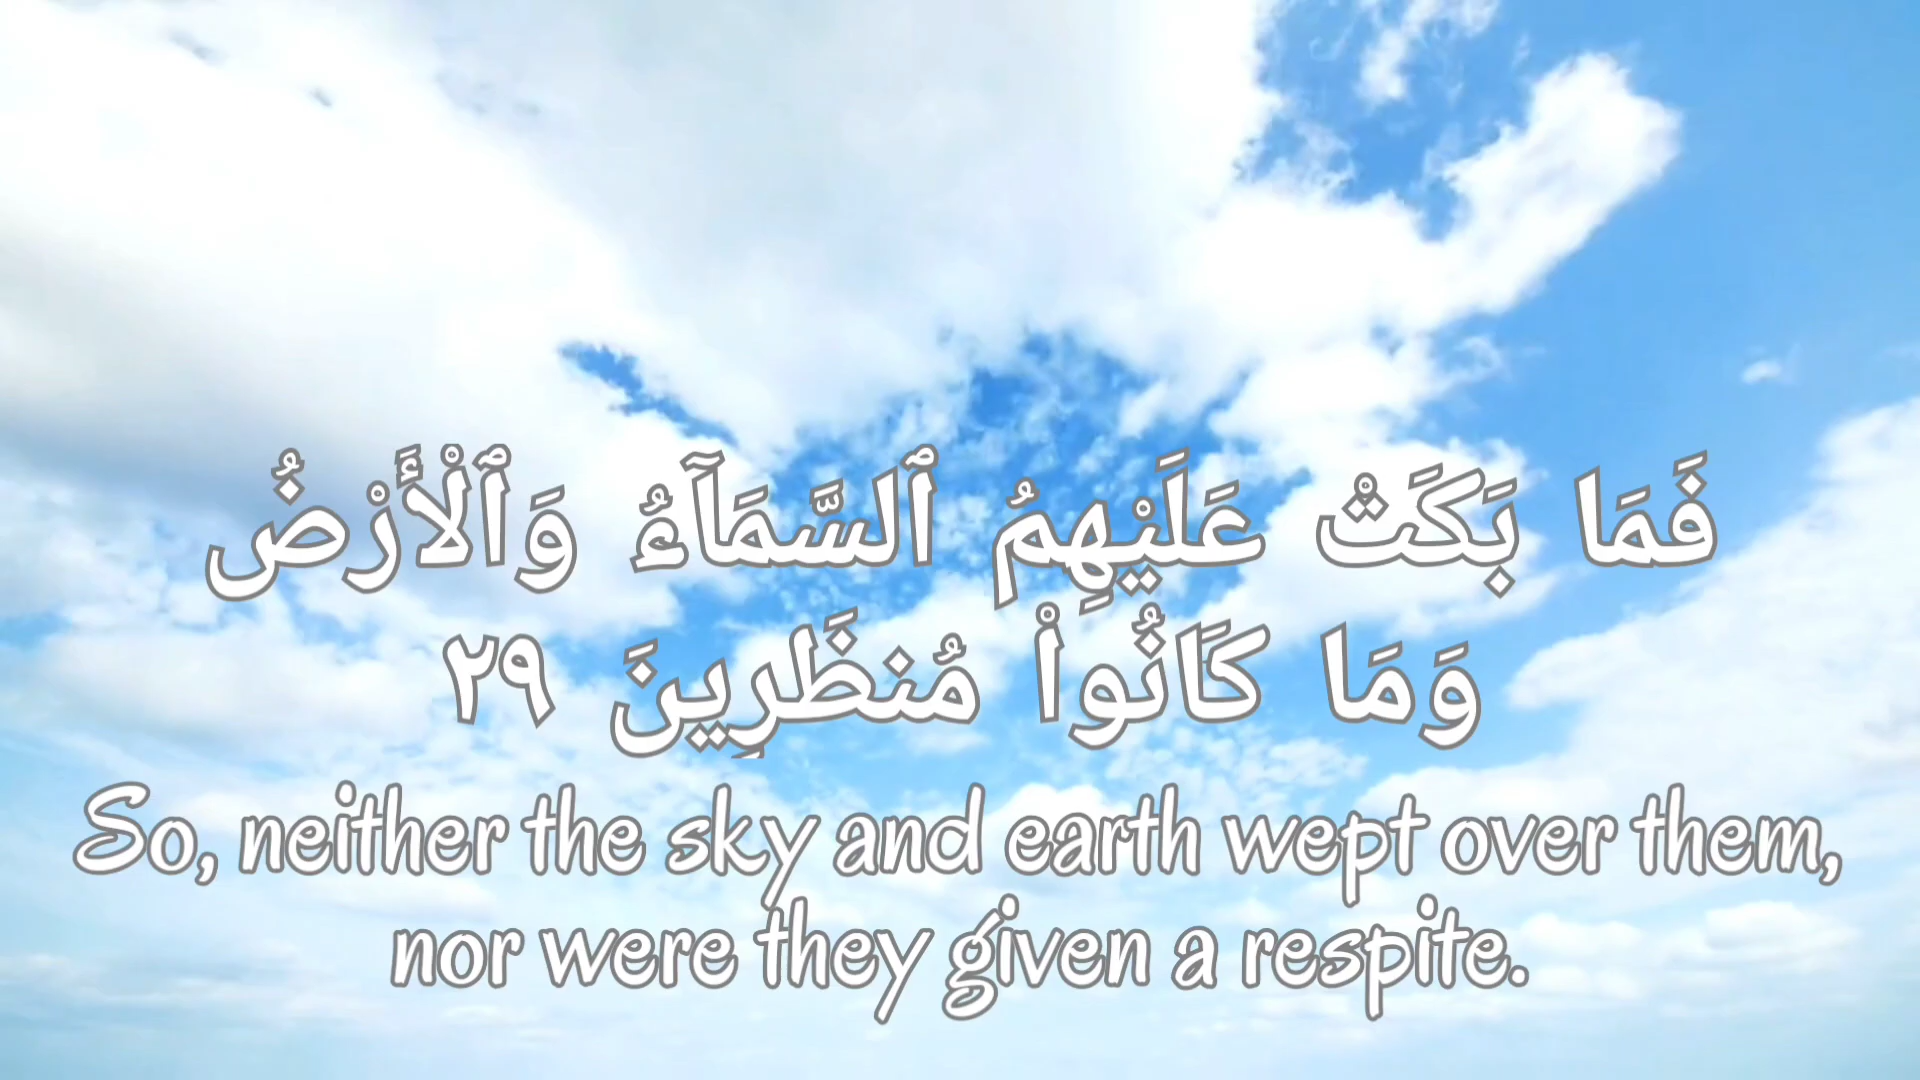 فَمَا بَكَتْ عَلَيْهِمُ ٱلسَّمَآءُ وَٱلْأَرْضُ
وَمَا كَانُوا۟ مُنظَرِينَ ٢٩
So, neither the sky and earth wept over them,
nor were they given a respite.